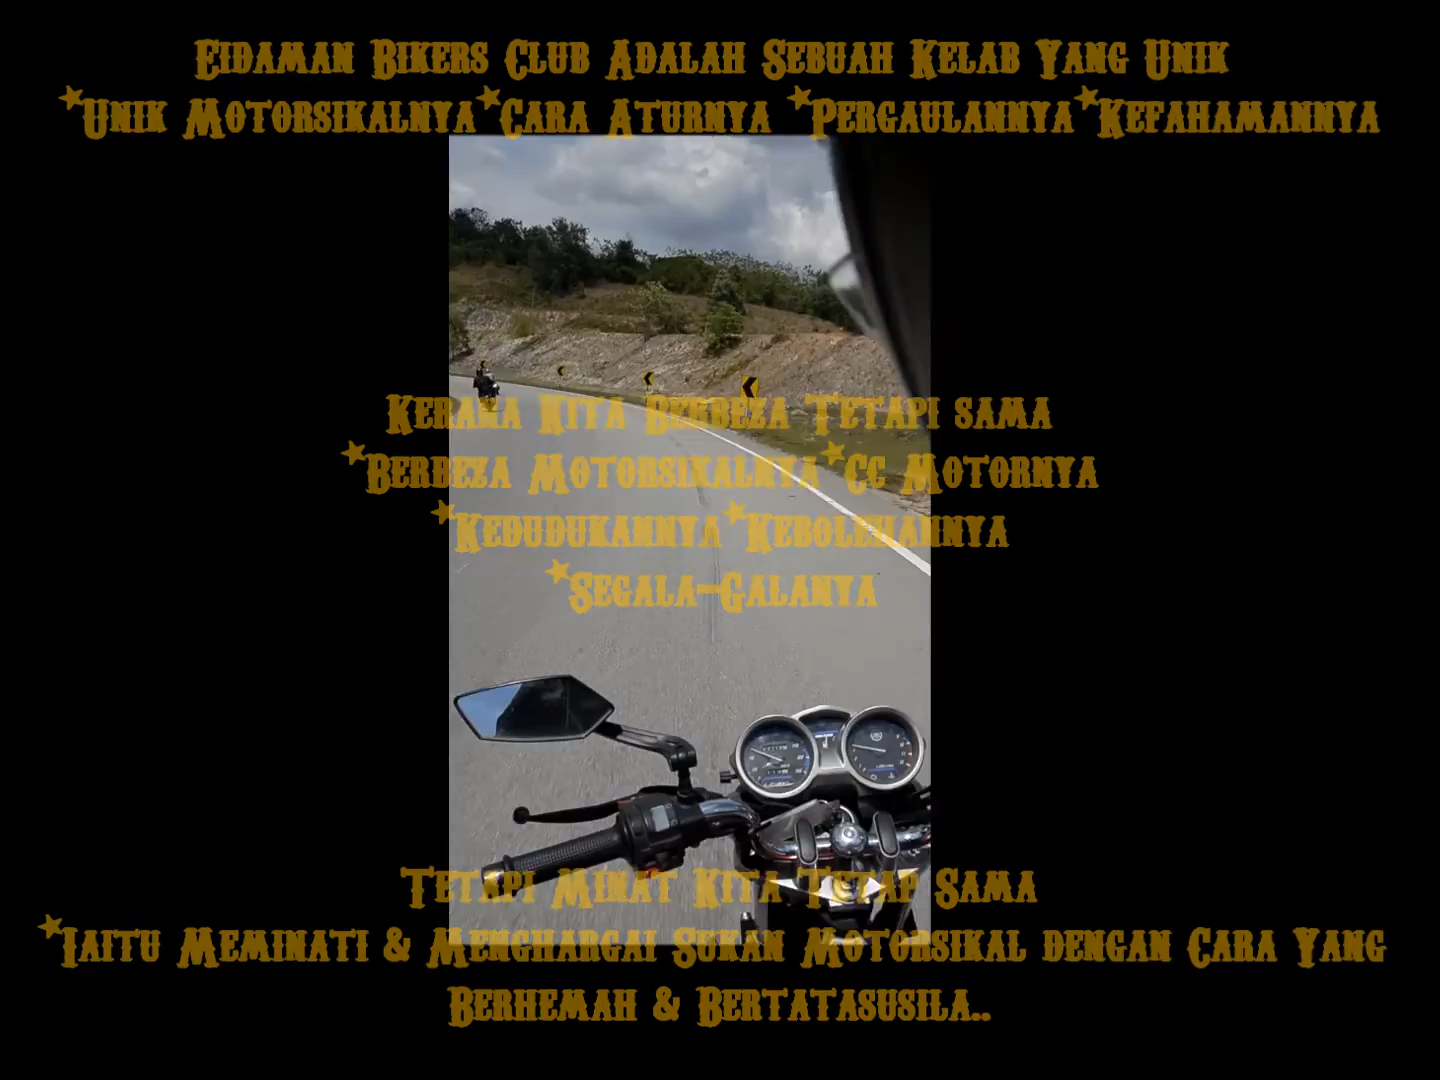 Eidaman Bikers Club Adalah Sebuah Kelab Yang Unik
*Unik Motorsikalnya*Cara Aturnya *Pergaulannya*Kefahamannya
Kerana Kita Berbeza Tetapi sama
*Berbeza Motorsikalnya*Cc Motornya
*Kedudukannya*Kebolehannya
*Segala-Galanya
Tetapi Minat Kita Tetap Sama
*Iaitu Meminati & Menghargai Sukan Motorsikal dengan Cara Yang
Berhemah & Bertatasusila..